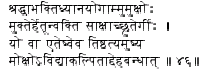 श्रद्धाभक्तिध्यानयोगाम्मुमुक्षोः
मुक्तेर्हेतून्वक्ति साक्षाच्छ्रुतेर्गीः ।
यो वा एतेष्वेव तिष्ठत्यमुष्य
मोक्षोऽविद्याकल्पिताद्देहबन्धात् ॥ ४६॥